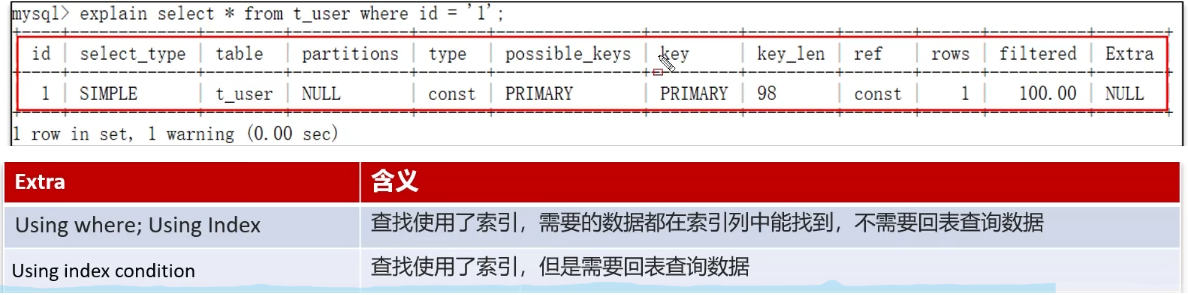 mysql> explain select * from t_user where id = '1';
id | select_type | table | partitions | type | possible_keys | key | key_len | ref | rows | filtered | Extra
1 | SIMPLE | t_user | NULL | const | PRIMARY | PRIMARY | 98 | const | 1 | 100.00 | NULL
1 row in set, 1 warning (0.00 sec)
Extra 含义
Using where; Using Index 查找使用了索引，需要的数据都在索引列中能找到，不需要回表查询数据
Using index condition 查找使用了索引，但是需要回表查询数据